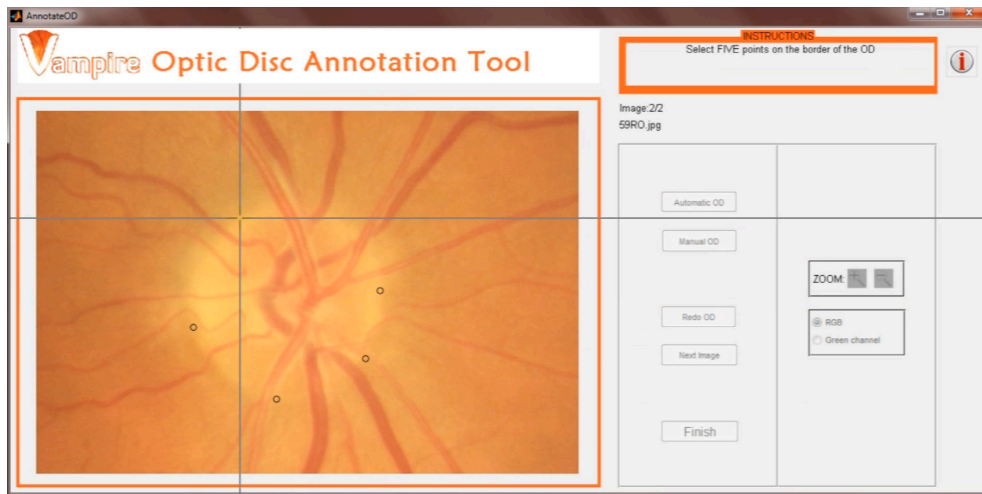 AnnotateOD
Vampire Optic Disc Annotation Tool
INSTRUCTIONS
Select FIVE points on the border of the OD
Image:2/2
59RO.jpg
Automatic OD
Manual OD
ZOOM:
Redo OD
RGB
Green channel
Next Image
Finish